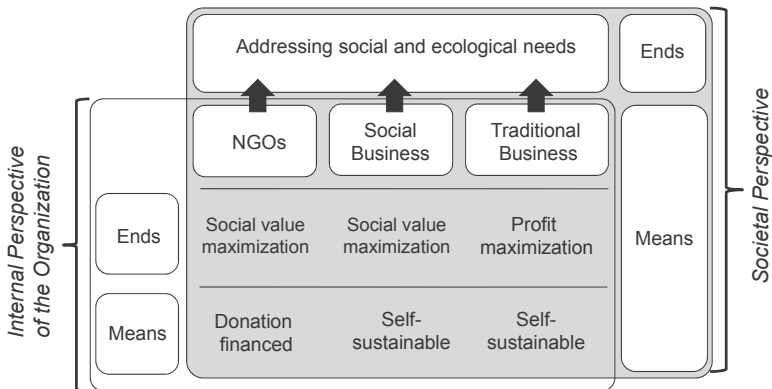 Addressing social and ecological needs
Ends
Internal Perspective
of the Organization
Societal Perspective
NGOs
Social
Business
Traditional
Business
Means
Ends
Social value
maximization
Social value
maximization
Profit
maximization
Means
Donation
financed
Self-
sustainable
Self-
sustainable